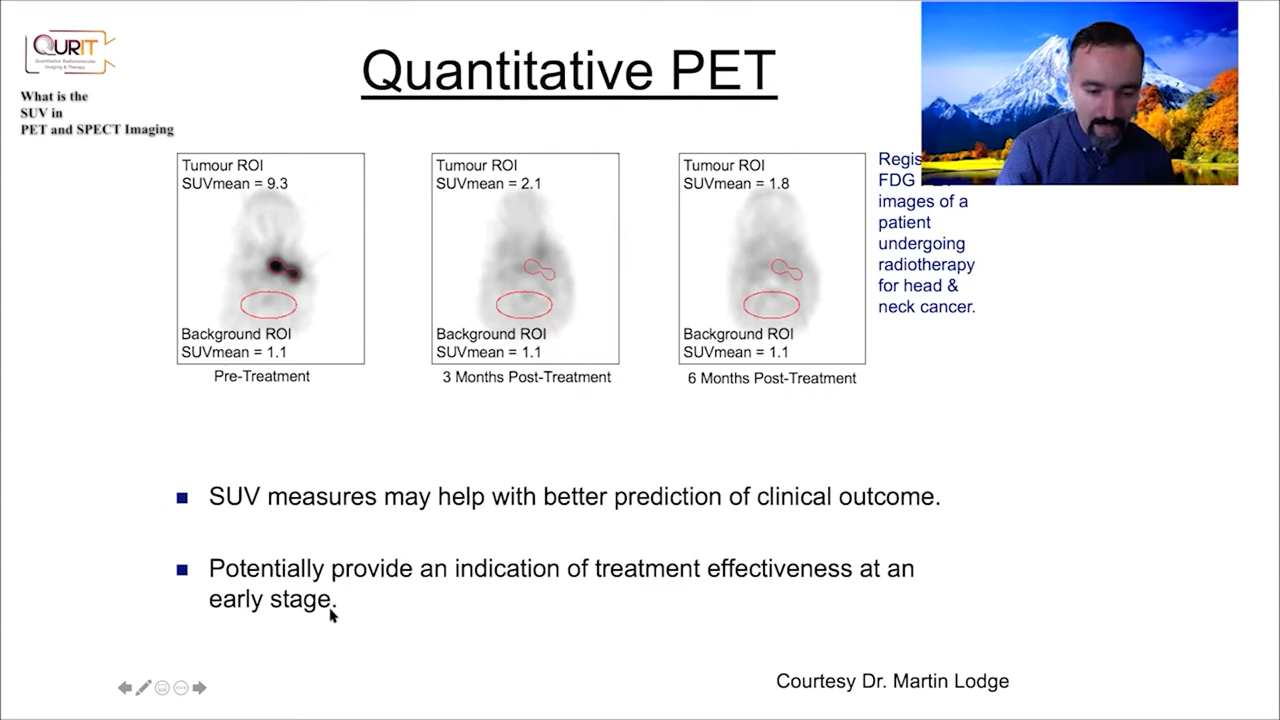 QURIT
Quantitative Radiomolecular
Imaging & Therapy
What is the
SUV in
PET and SPECT Imaging
Quantitative PET
Tumour ROI
SUVmean = 9.3
Background ROI
SUVmean = 1.1
Pre-Treatment
Tumour ROI
SUVmean = 2.1
Background ROI
SUVmean = 1.1
3 Months Post-Treatment
Tumour ROI
SUVmean = 1.8
Background ROI
SUVmean = 1.1
6 Months Post-Treatment
FDG
images of a
patient
undergoing
radiotherapy
for head &
neck cancer.
SUV measures may help with better prediction of clinical outcome.
Potentially provide an indication of treatment effectiveness at an
early stage.
Courtesy Dr. Martin Lodge